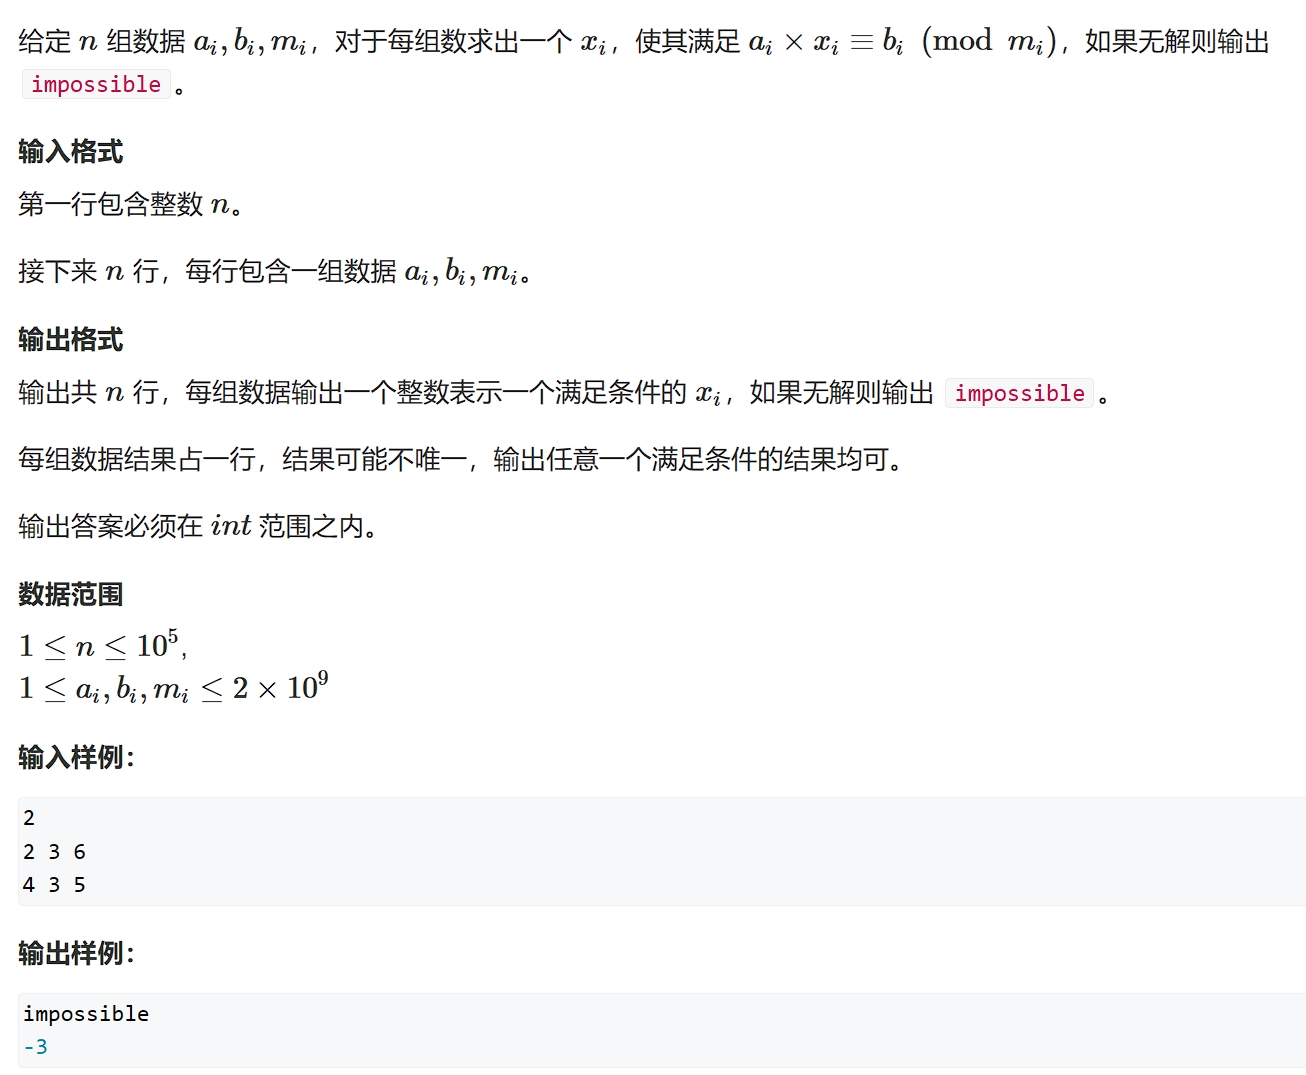 给定 n 组数据 a_i, b_i, m_i，对于每组数求出一个 x_i，使其满足 a_i × x_i ≡ b_i (mod m_i)，如果无解则输出
impossible 。
输入格式
第一行包含整数 n。
接下来 n 行，每行包含一组数据 a_i, b_i, m_i。
输出格式
输出共 n 行，每组数据输出一个整数表示一个满足条件的 x_i，如果无解则输出 impossible 。
每组数据结果占一行，结果可能不唯一，输出任意一个满足条件的结果均可。
输出答案必须在 int 范围之内。
数据范围
1 ≤ n ≤ 10^5,
1 ≤ a_i, b_i, m_i ≤ 2 × 10^9
输入样例：
2
2 3 6
4 3 5
输出样例：
impossible
-3